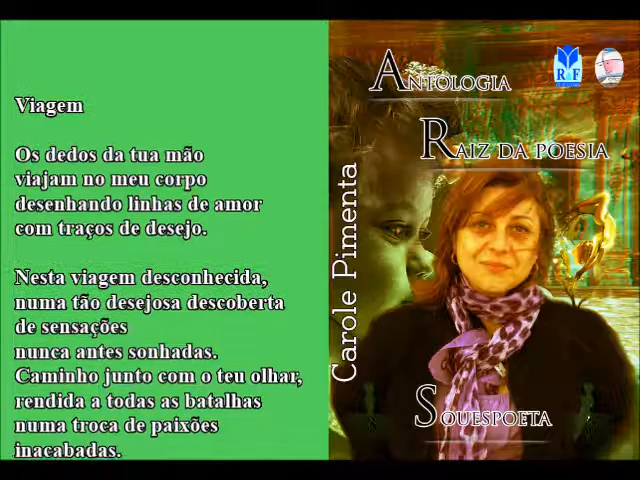 Viagem
Os dedos da tua mão
viajam no meu corpo
desenhando linhas de amor
com traços de desejo.
Nesta viagem desconhecida,
numa tão desejosa descoberta
de sensações
nunca antes sonhadas.
Caminho junto com o teu olhar,
rendida a todas as batalhas
numa troca de paixões
inacabadas.
Carole Pimenta
Antologia
R F
Raiz da poesia
Souespoeta